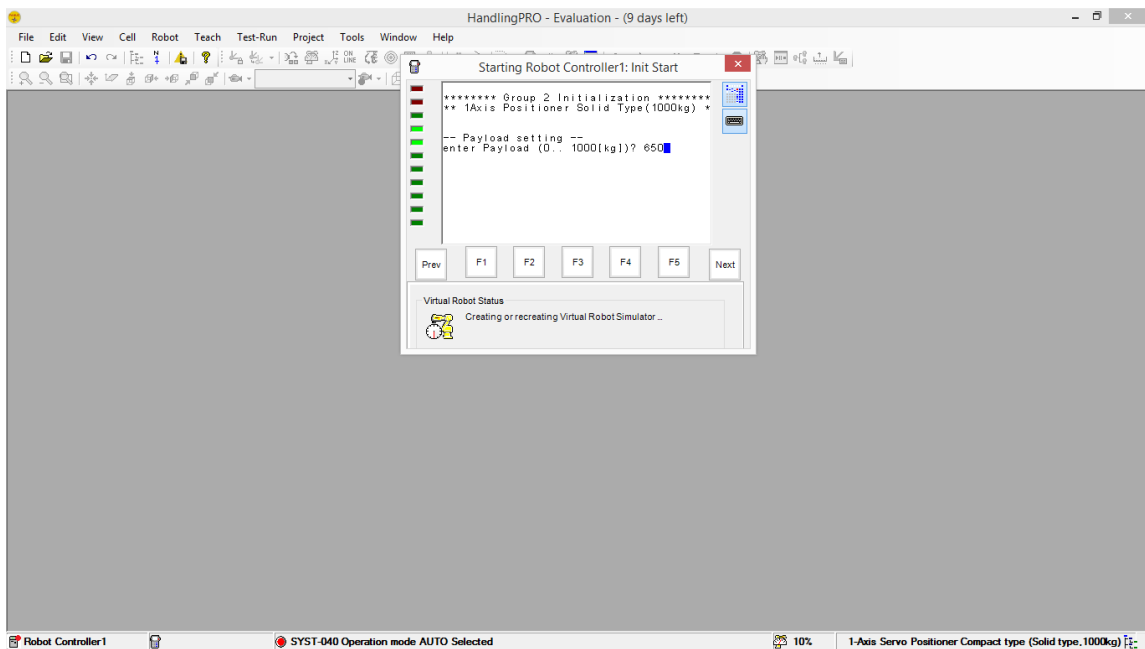 HandlingPRO - Evaluation - (9 days left)
File Edit View Cell Robot Teach Test-Run Project Tools Window Help
ON
LINE
Starting Robot Controller1: Init Start
******** Group 2 Initialization ********
** 1Axis Positioner Solid Type(1000kg) *
-- Payload setting --
enter Payload (0.. 1000[kg])? 650
Prev F1 F2 F3 F4 F5 Next
Virtual Robot Status
Creating or recreating Virtual Robot Simulator ..
Robot Controller1 SYST-040 Operation mode AUTO Selected 10% 1-Axis Servo Positioner Compact type (Solid type,1000kg)